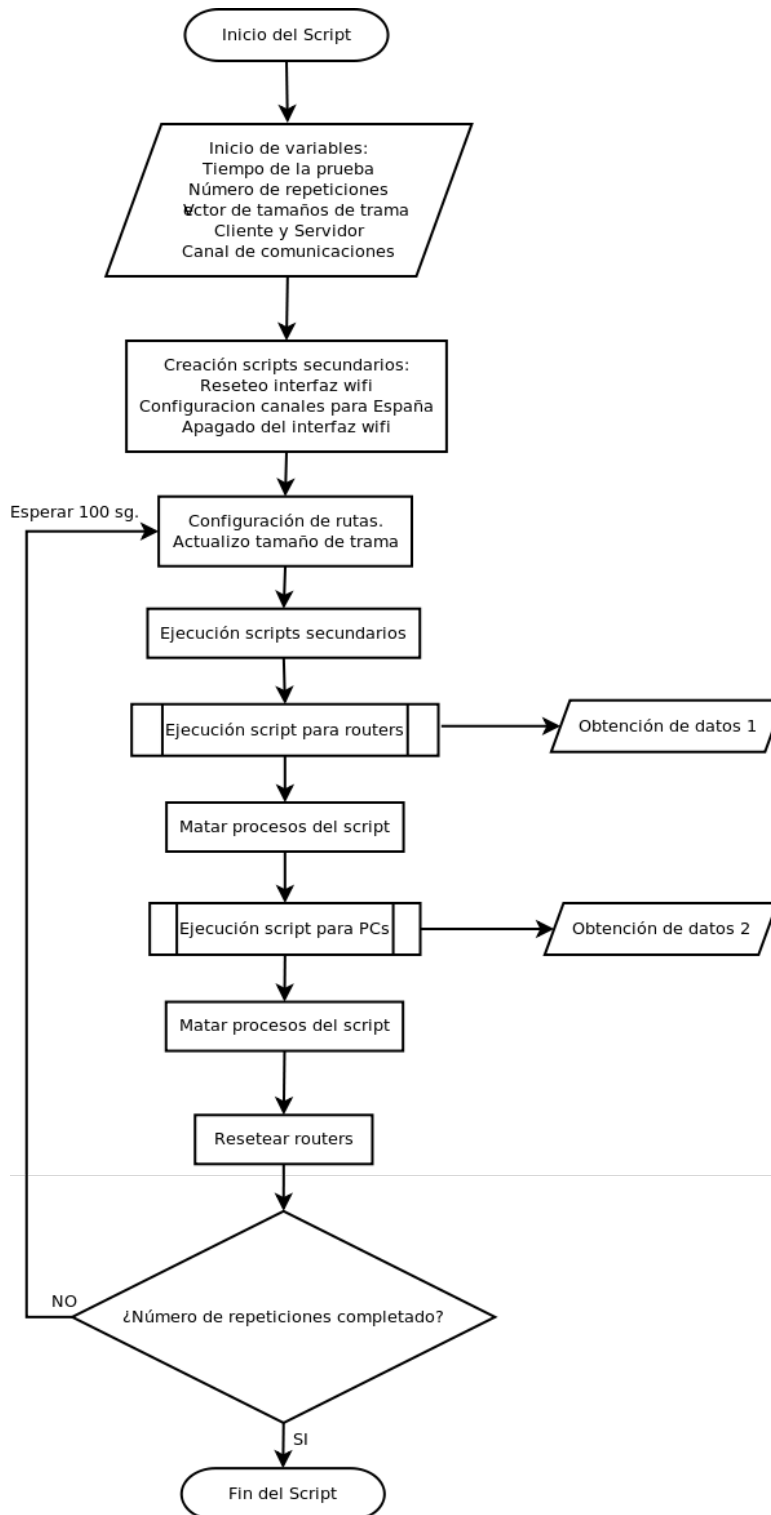 Inicio del Script
Inicio de variables:
Tiempo de la prueba
Número de repeticiones
Vector de tamaños de trama
Cliente y Servidor
Canal de comunicaciones
Creación scripts secundarios:
Reseteo interfaz wifi
Configuracion canales para España
Apagado del interfaz wifi
Esperar 100 sg.
Configuración de rutas.
Actualizo tamaño de trama
Ejecución scripts secundarios
Ejecución script para routers
Obtención de datos 1
Matar procesos del script
Ejecución script para PCs
Obtención de datos 2
Matar procesos del script
Resetear routers
NO
¿Número de repeticiones completado?
SI
Fin del Script